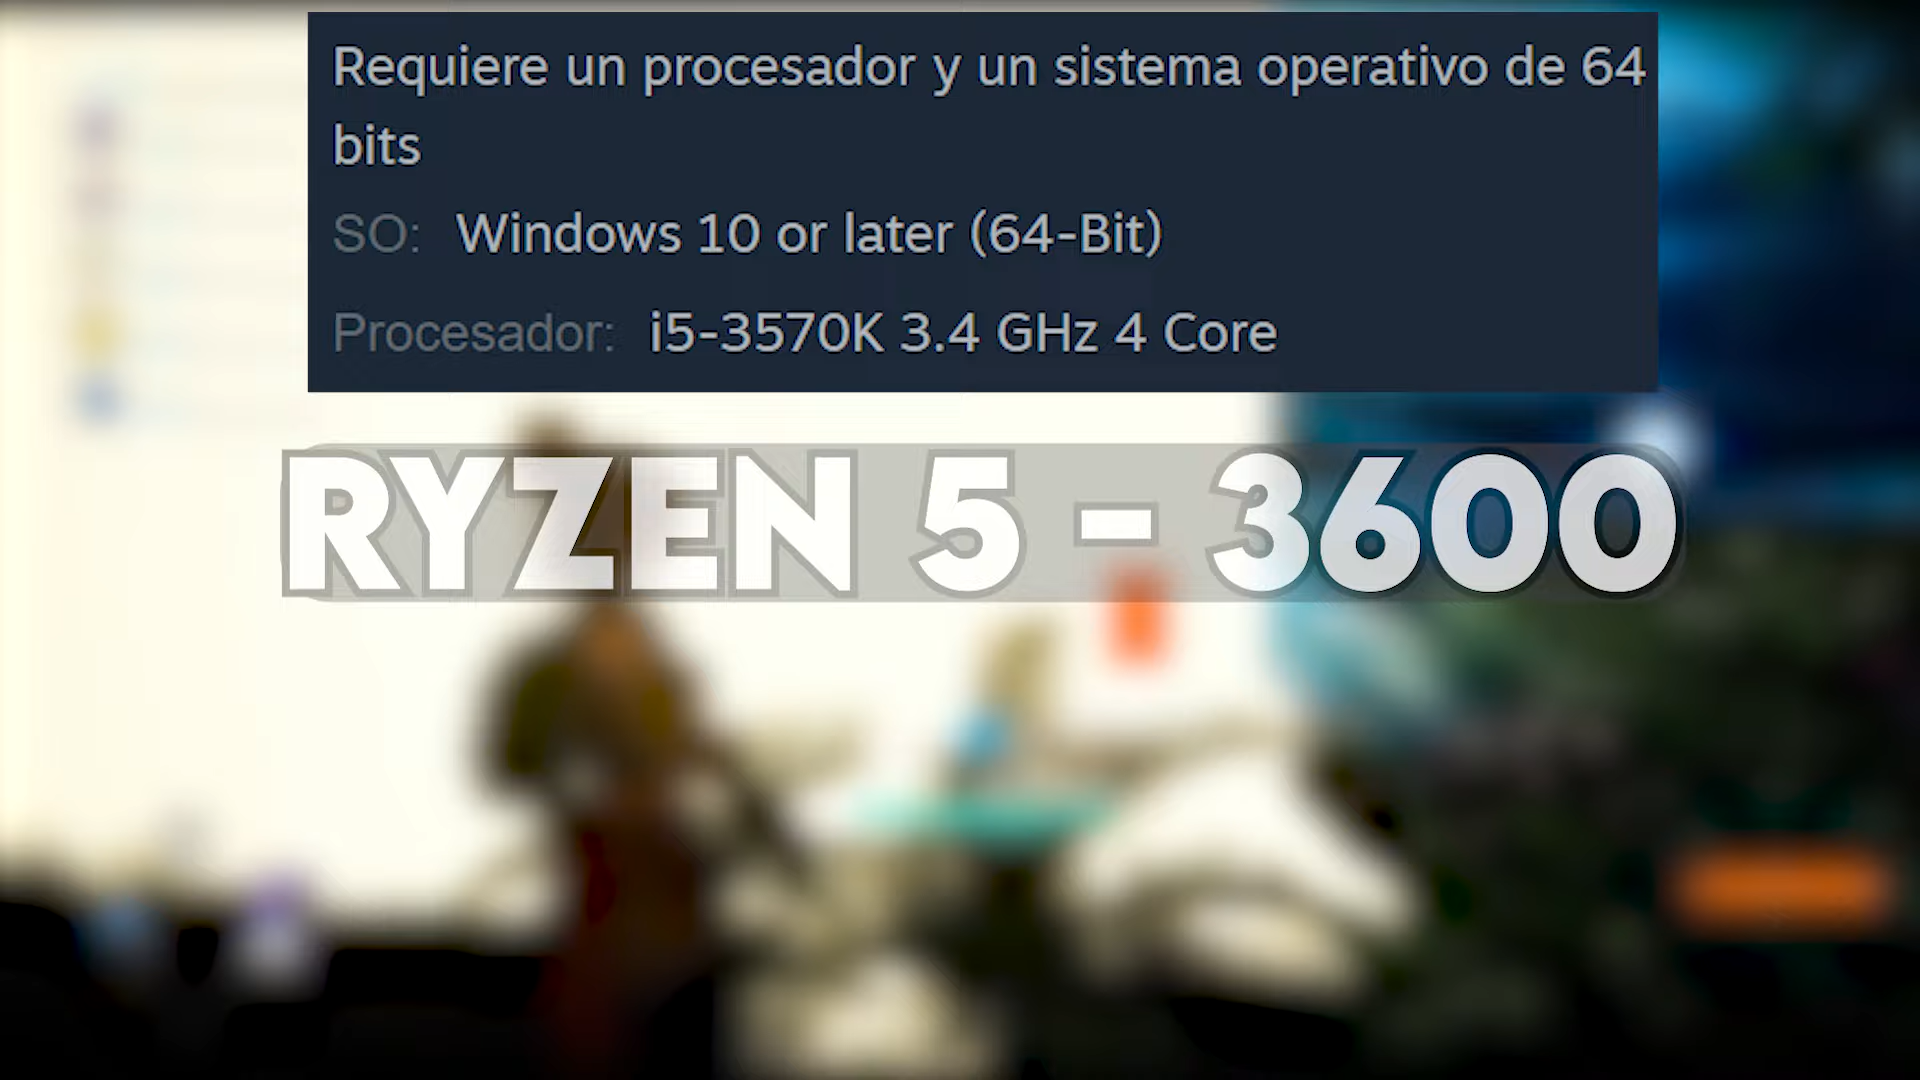 Requiere un procesador y un sistema operativo de 64
bits
SO: Windows 10 or later (64-Bit)
Procesador: i5-3570K 3.4 GHz 4 Core
RYZEN 5 - 3600